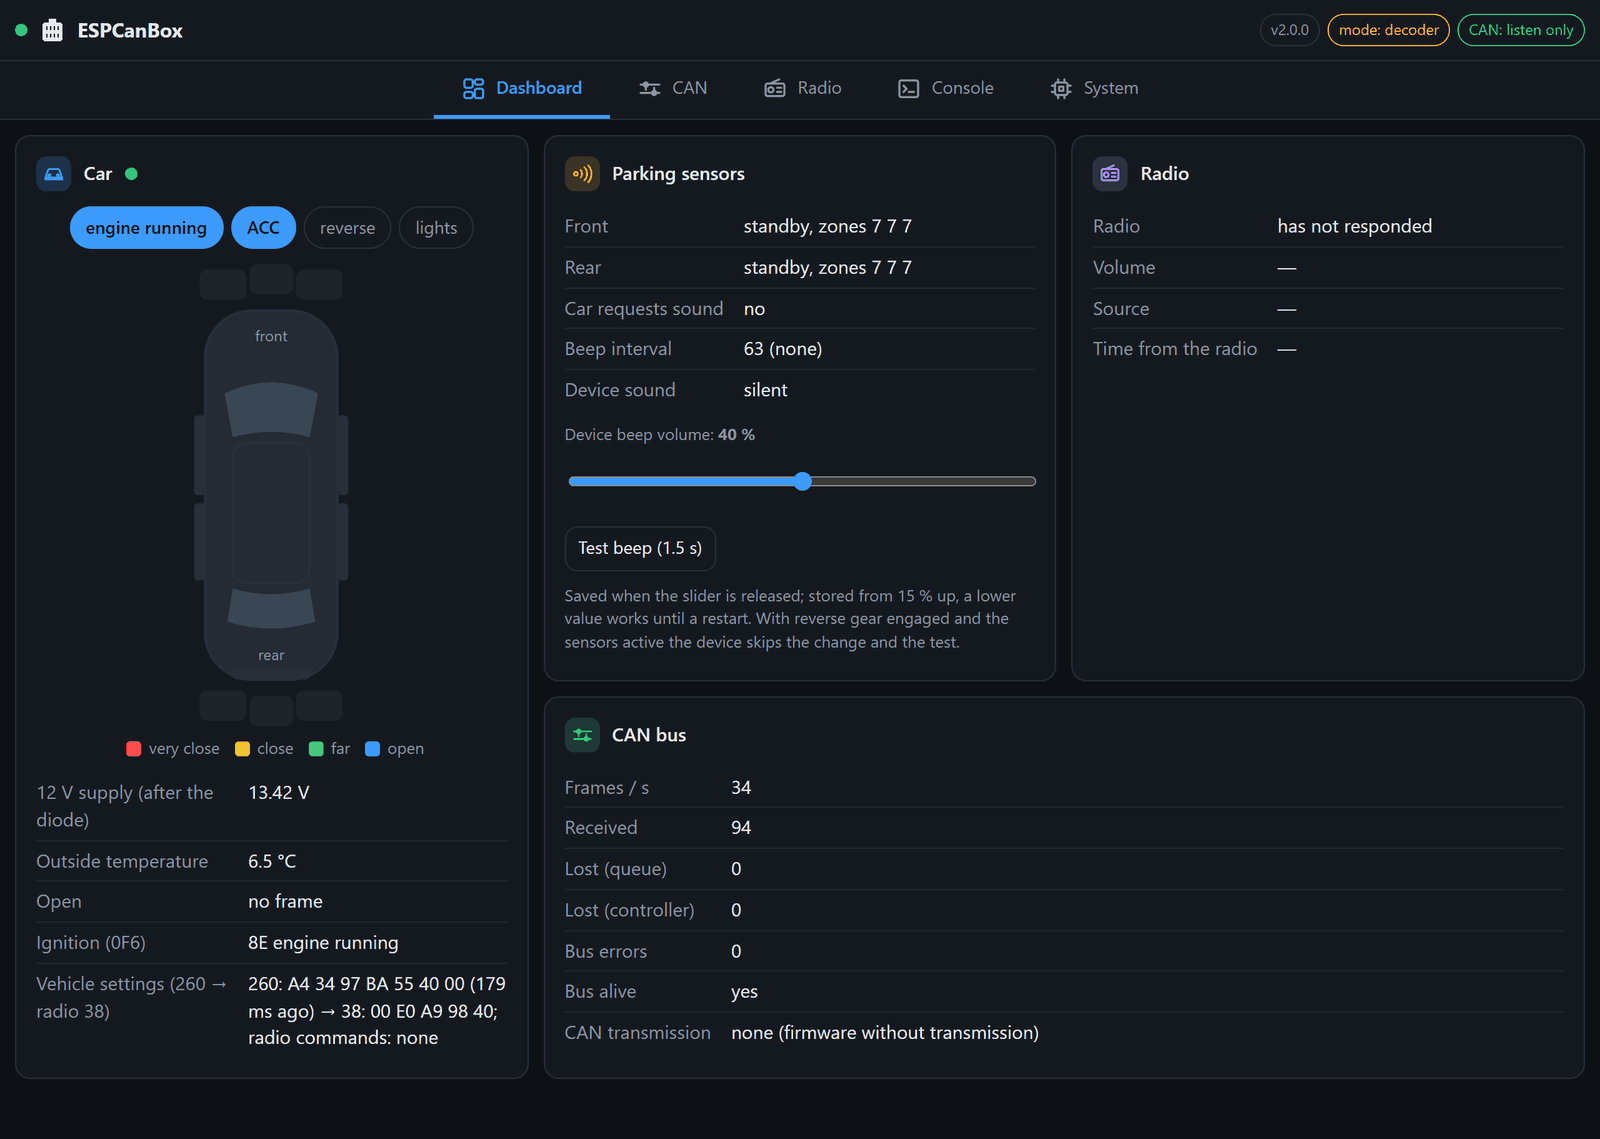 ESPCanBox
v2.0.0
mode: decoder
CAN: listen only
Dashboard
CAN
Radio
Console
System
Car
engine running
ACC
reverse
lights
front
rear
very close
close
far
open
12 V supply (after the
diode)
13.42 V
Outside temperature
6.5 °C
Open
no frame
Ignition (0F6)
8E engine running
Vehicle settings (260 →
radio 38)
260: A4 34 97 BA 55 40 00 (179
ms ago) → 38: 00 E0 A9 98 40;
radio commands: none
Parking sensors
Front
standby, zones 7 7 7
Rear
standby, zones 7 7 7
Car requests sound
no
Beep interval
63 (none)
Device sound
silent
Device beep volume: 40 %
Test beep (1.5 s)
Saved when the slider is released; stored from 15 % up, a lower
value works until a restart. With reverse gear engaged and the
sensors active the device skips the change and the test.
Radio
Radio
has not responded
Volume
—
Source
—
Time from the radio
—
CAN bus
Frames / s
34
Received
94
Lost (queue)
0
Lost (controller)
0
Bus errors
0
Bus alive
yes
CAN transmission
none (firmware without transmission)